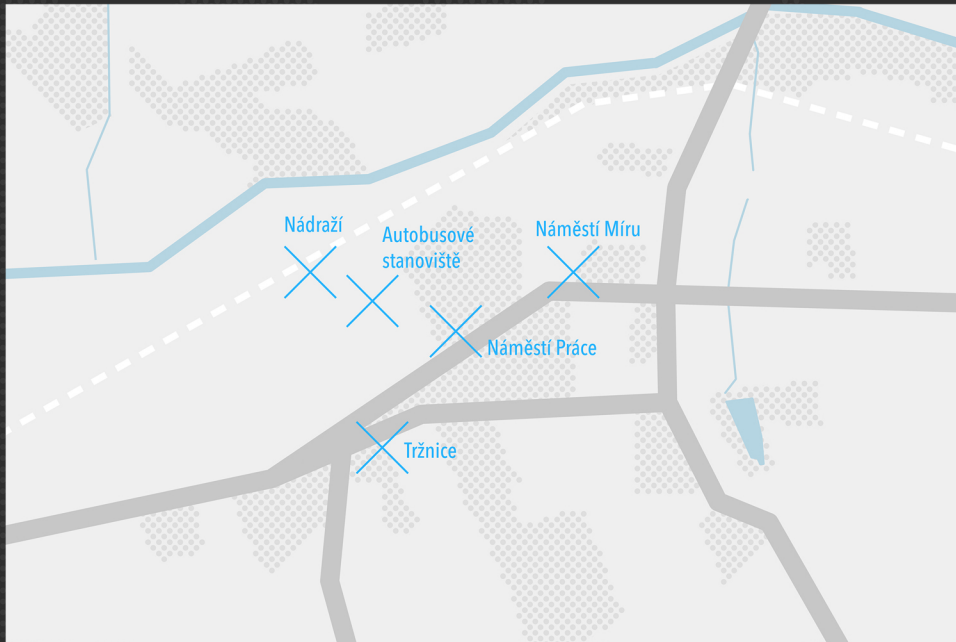 Nádraží
Autobusové
stanoviště
Náměstí Míru
Náměstí Práce
Tržnice